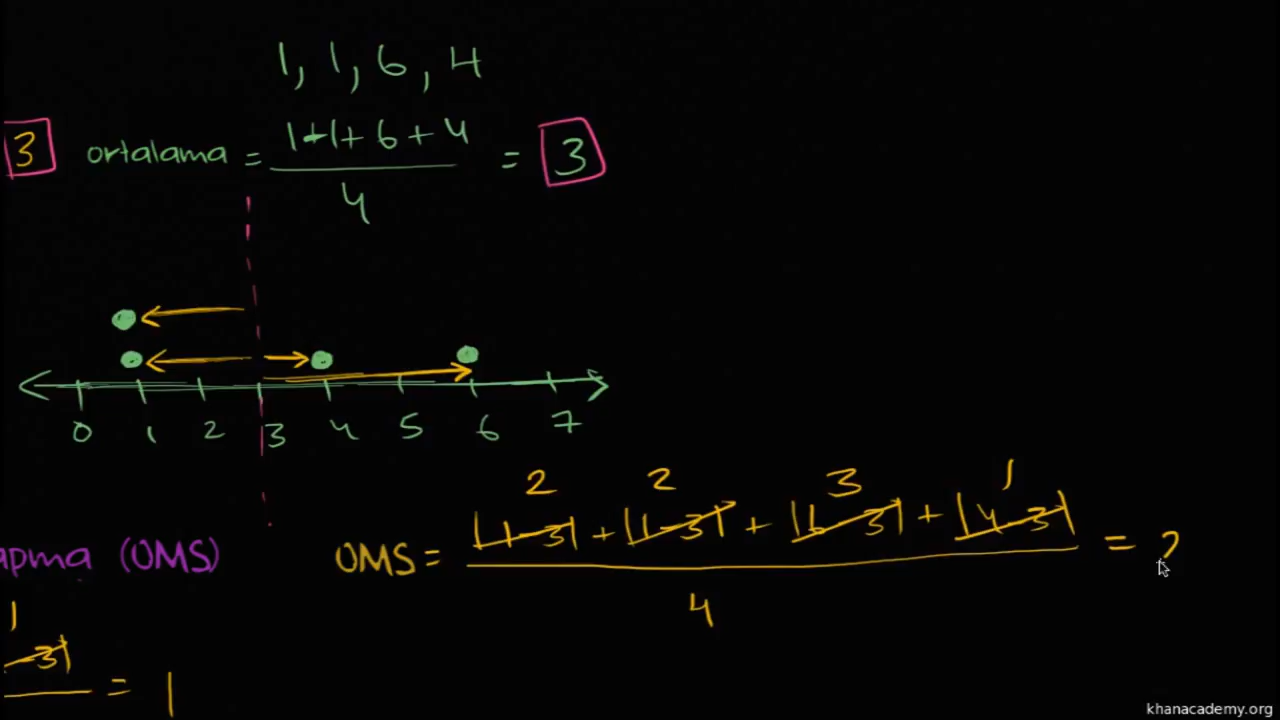 1, 1, 6, 4
3 ortalama = 1+1+6+4 / 4 = 3
0 1 2 3 4 5 6 7
2 2 3 1
apma (OMS) OMS = |1-3| + |1-3| + |6-3| + |4-3| / 4 = 2
1
-3| = 1
khanacademy.org